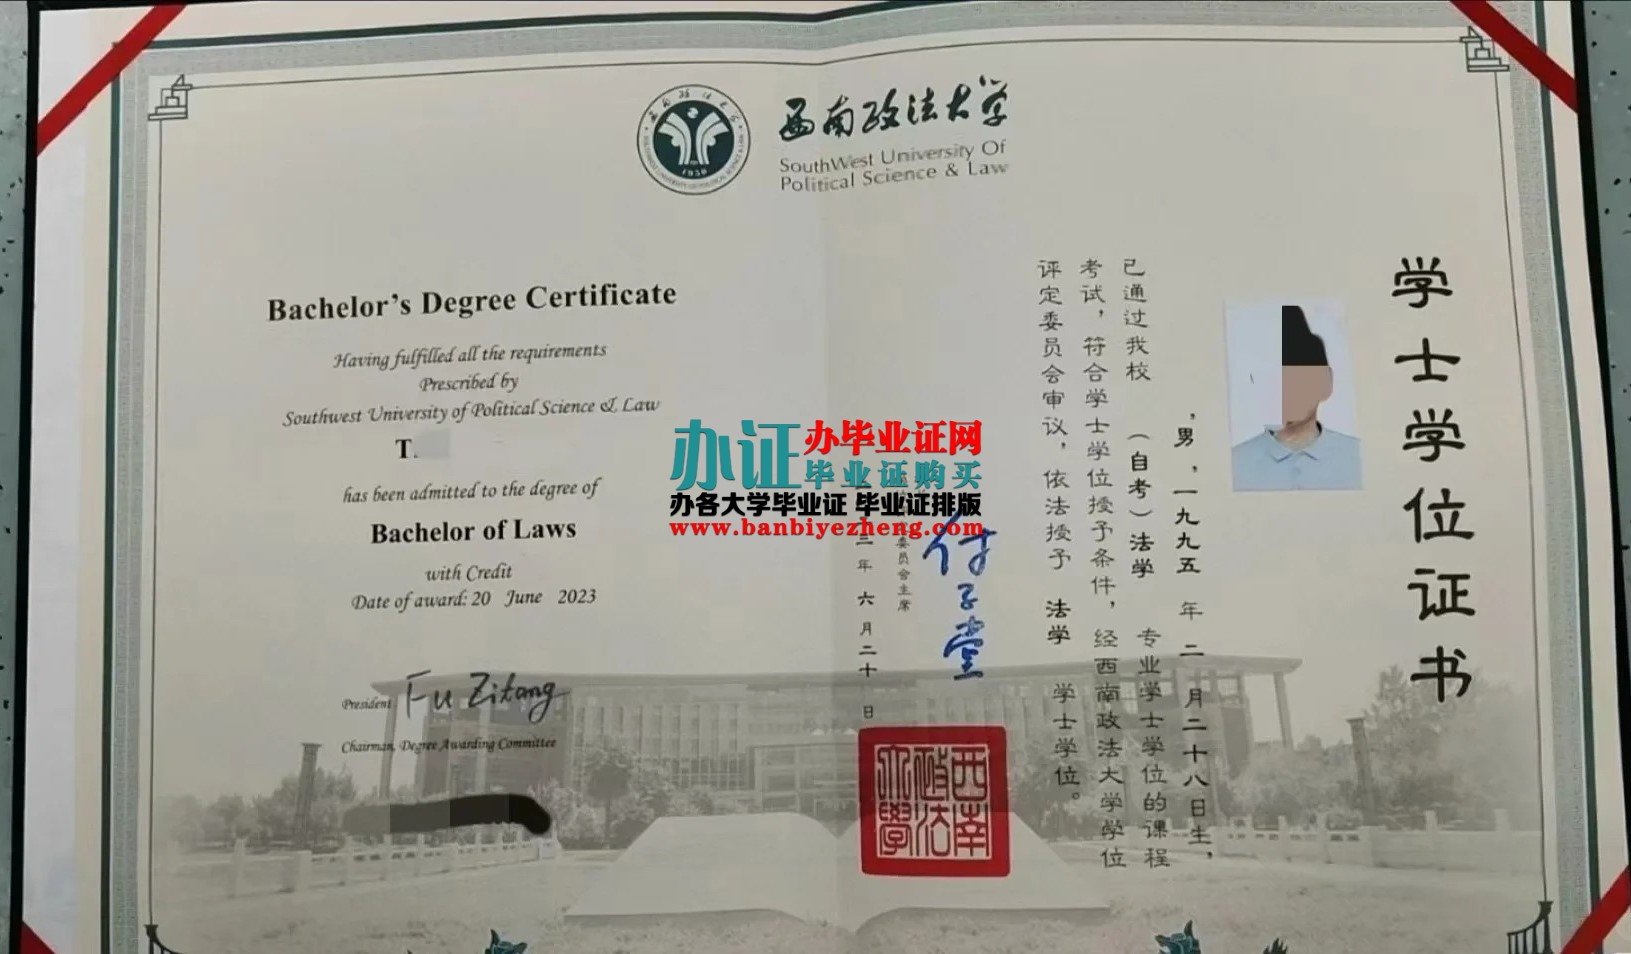 西南政法大学
SouthWest University Of
Political Science & Law
Bachelor's Degree Certificate
Having fulfilled all the requirements
Prescribed by
Southwest University of Political Science & Law
T.
has been admitted to the degree of
Bachelor of Laws
with Credit
Date of award: 20 June 2023
President Fu Zitang
Chairman, Degree Awarding Committee
学士学位证书
，男，一九九五年二月二十八日生，
已通过我校（自考）法学 专业学士学位的课程
考试，符合学士学位授予条件，经西南政法大学学位
评定委员会审议，依法授予 法学 学士学位。
付子堂
委员会主席
三年六月二十日
西南政法大學
办证 办毕业证网
毕业证购买
办各大学毕业证 毕业证排版
www.banbiyezheng.com
1950